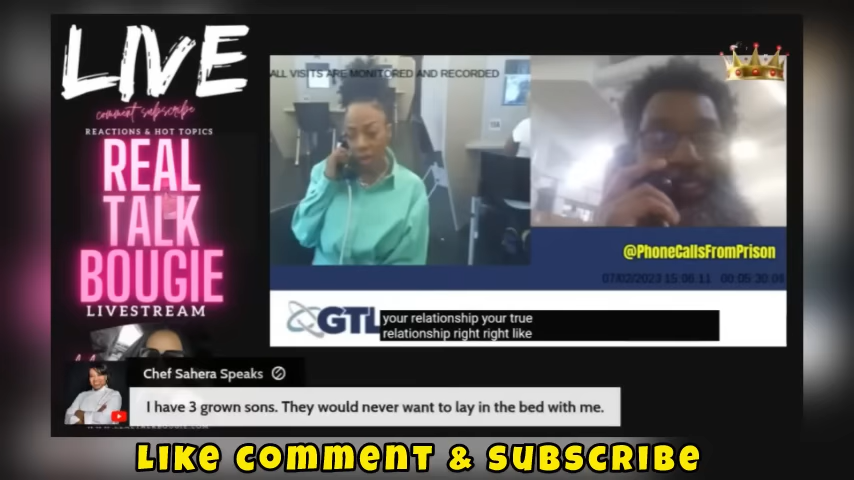 LIVE
comment subscribe
REACTIONS & HOT TOPICS
REAL
TALK
BOUGIE
LIVESTREAM
ALL VISITS ARE MONITORED AND RECORDED
@PhoneCallsFromPrison
07/02/2023 15:08:11 00:05:30:04
GTL
your relationship your true
relationship right right like
Chef Sahera Speaks
I have 3 grown sons. They would never want to lay in the bed with me.
LIKE COMMENT & SUBSCRIBE